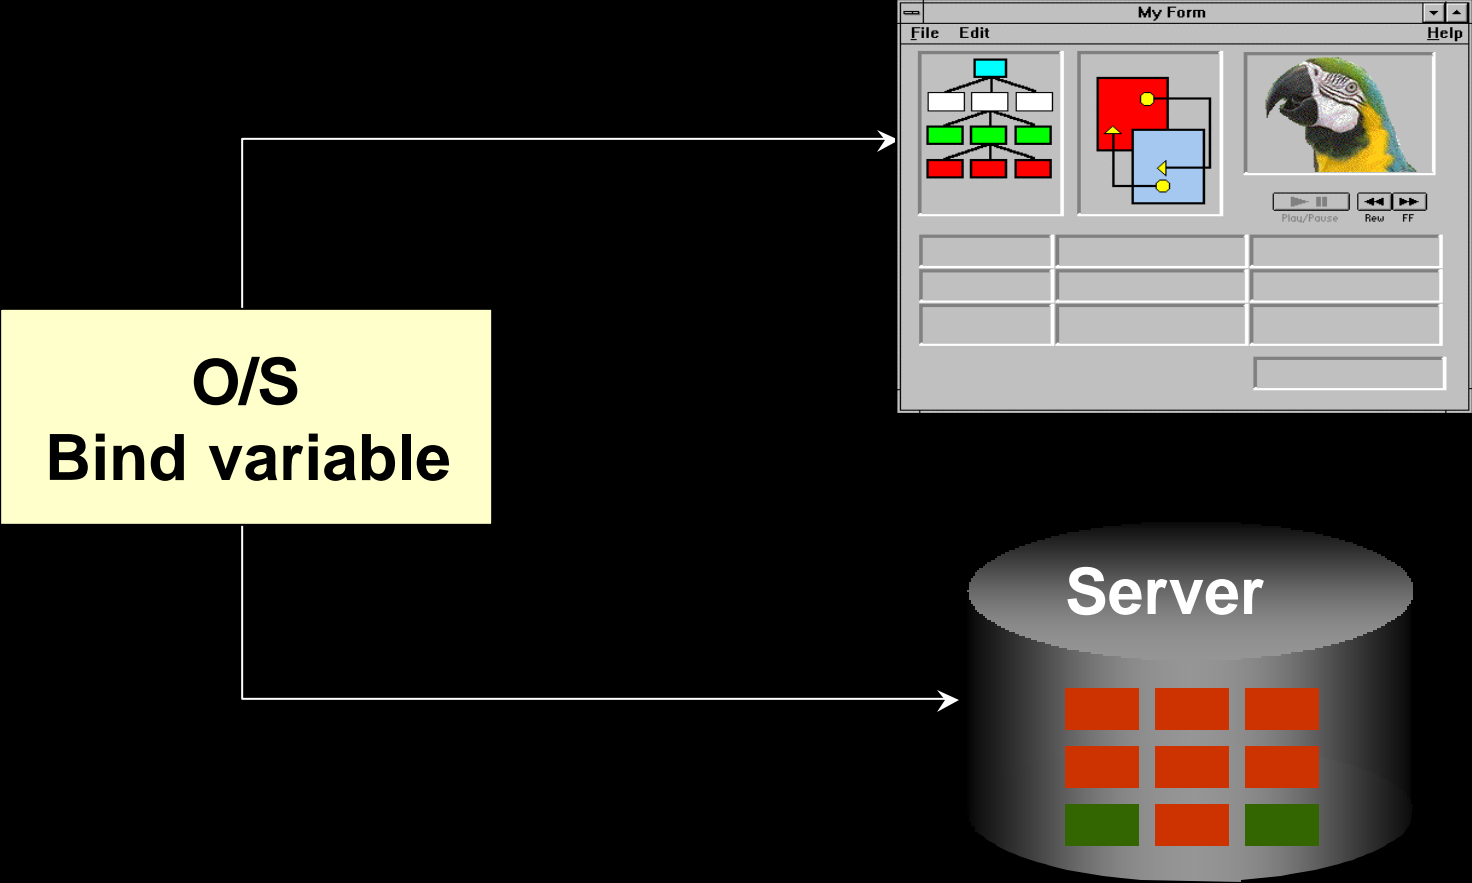 My Form
File Edit Help
Play/Pause Rew FF
O/S
Bind variable
Server